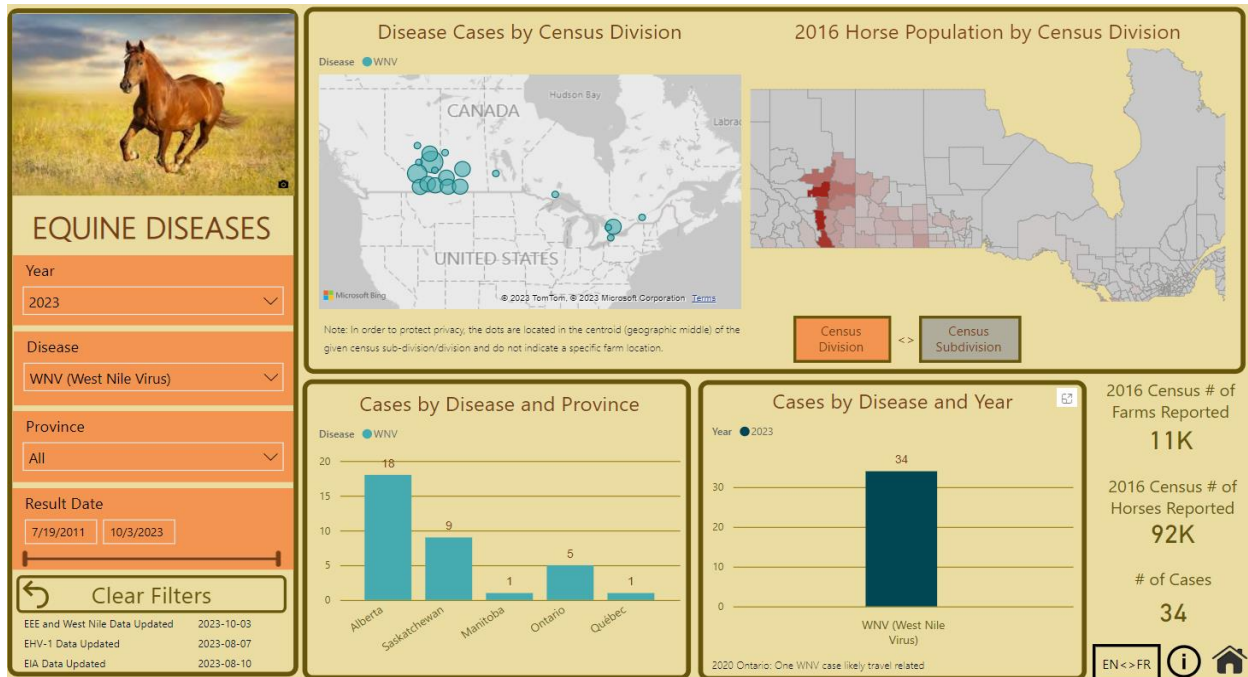 EQUINE DISEASES
Year
2023
Disease
WNV (West Nile Virus)
Province
All
Result Date
7/19/2011 10/3/2023
Clear Filters
EEE and West Nile Data Updated 2023-10-03
EHV-1 Data Updated 2023-08-07
EIA Data Updated 2023-08-10
Disease Cases by Census Division
Disease WNV
Hudson Bay
CANADA
Labrad
UNITED STATES
Microsoft Bing
© 2023 TomTom, © 2023 Microsoft Corporation Terms
Note: In order to protect privacy, the dots are located in the centroid (geographic middle) of the
given census sub-division/division and do not indicate a specific farm location.
2016 Horse Population by Census Division
Census
Division
<>
Census
Subdivision
Cases by Disease and Province
Disease WNV
20
15
10
5
0
18
9
1
5
1
Alberta
Saskatchewan
Manitoba
Ontario
Québec
Cases by Disease and Year
Year 2023
34
30
20
10
0
WNV (West Nile
Virus)
2020 Ontario: One WNV case likely travel related
2016 Census # of
Farms Reported
11K
2016 Census # of
Horses Reported
92K
# of Cases
34
EN<>FR
i